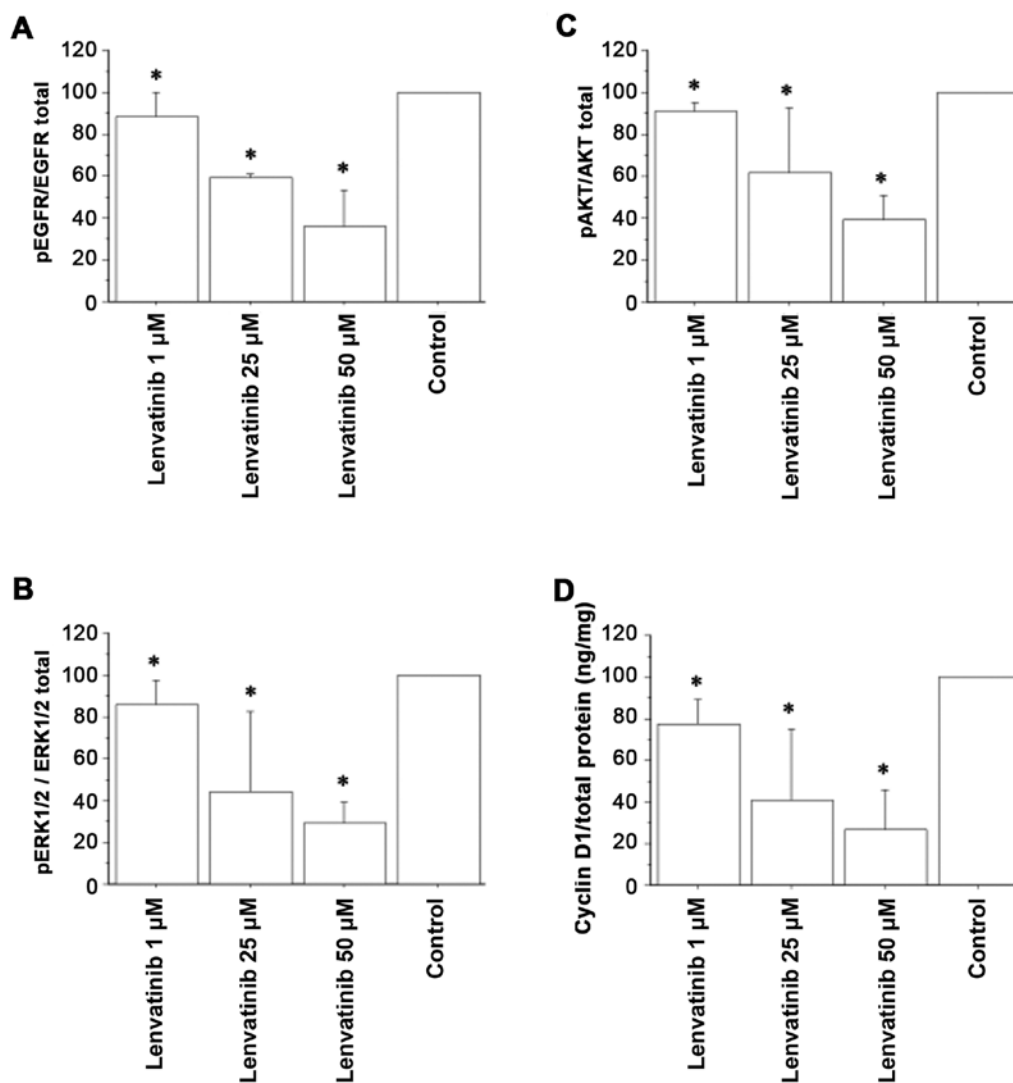 A
pEGFR/EGFR total
120
100
80
60
40
20
0
*
*
*
Lenvatinib 1 µM
Lenvatinib 25 µM
Lenvatinib 50 µM
Control
C
pAKT/AKT total
120
100
80
60
40
20
0
*
*
*
Lenvatinib 1 µM
Lenvatinib 25 µM
Lenvatinib 50 µM
Control
B
pERK1/2 / ERK1/2 total
120
100
80
60
40
20
0
*
*
*
Lenvatinib 1 µM
Lenvatinib 25 µM
Lenvatinib 50 µM
Control
D
Cyclin D1/total protein (ng/mg)
120
100
80
60
40
20
0
*
*
*
Lenvatinib 1 µM
Lenvatinib 25 µM
Lenvatinib 50 µM
Control